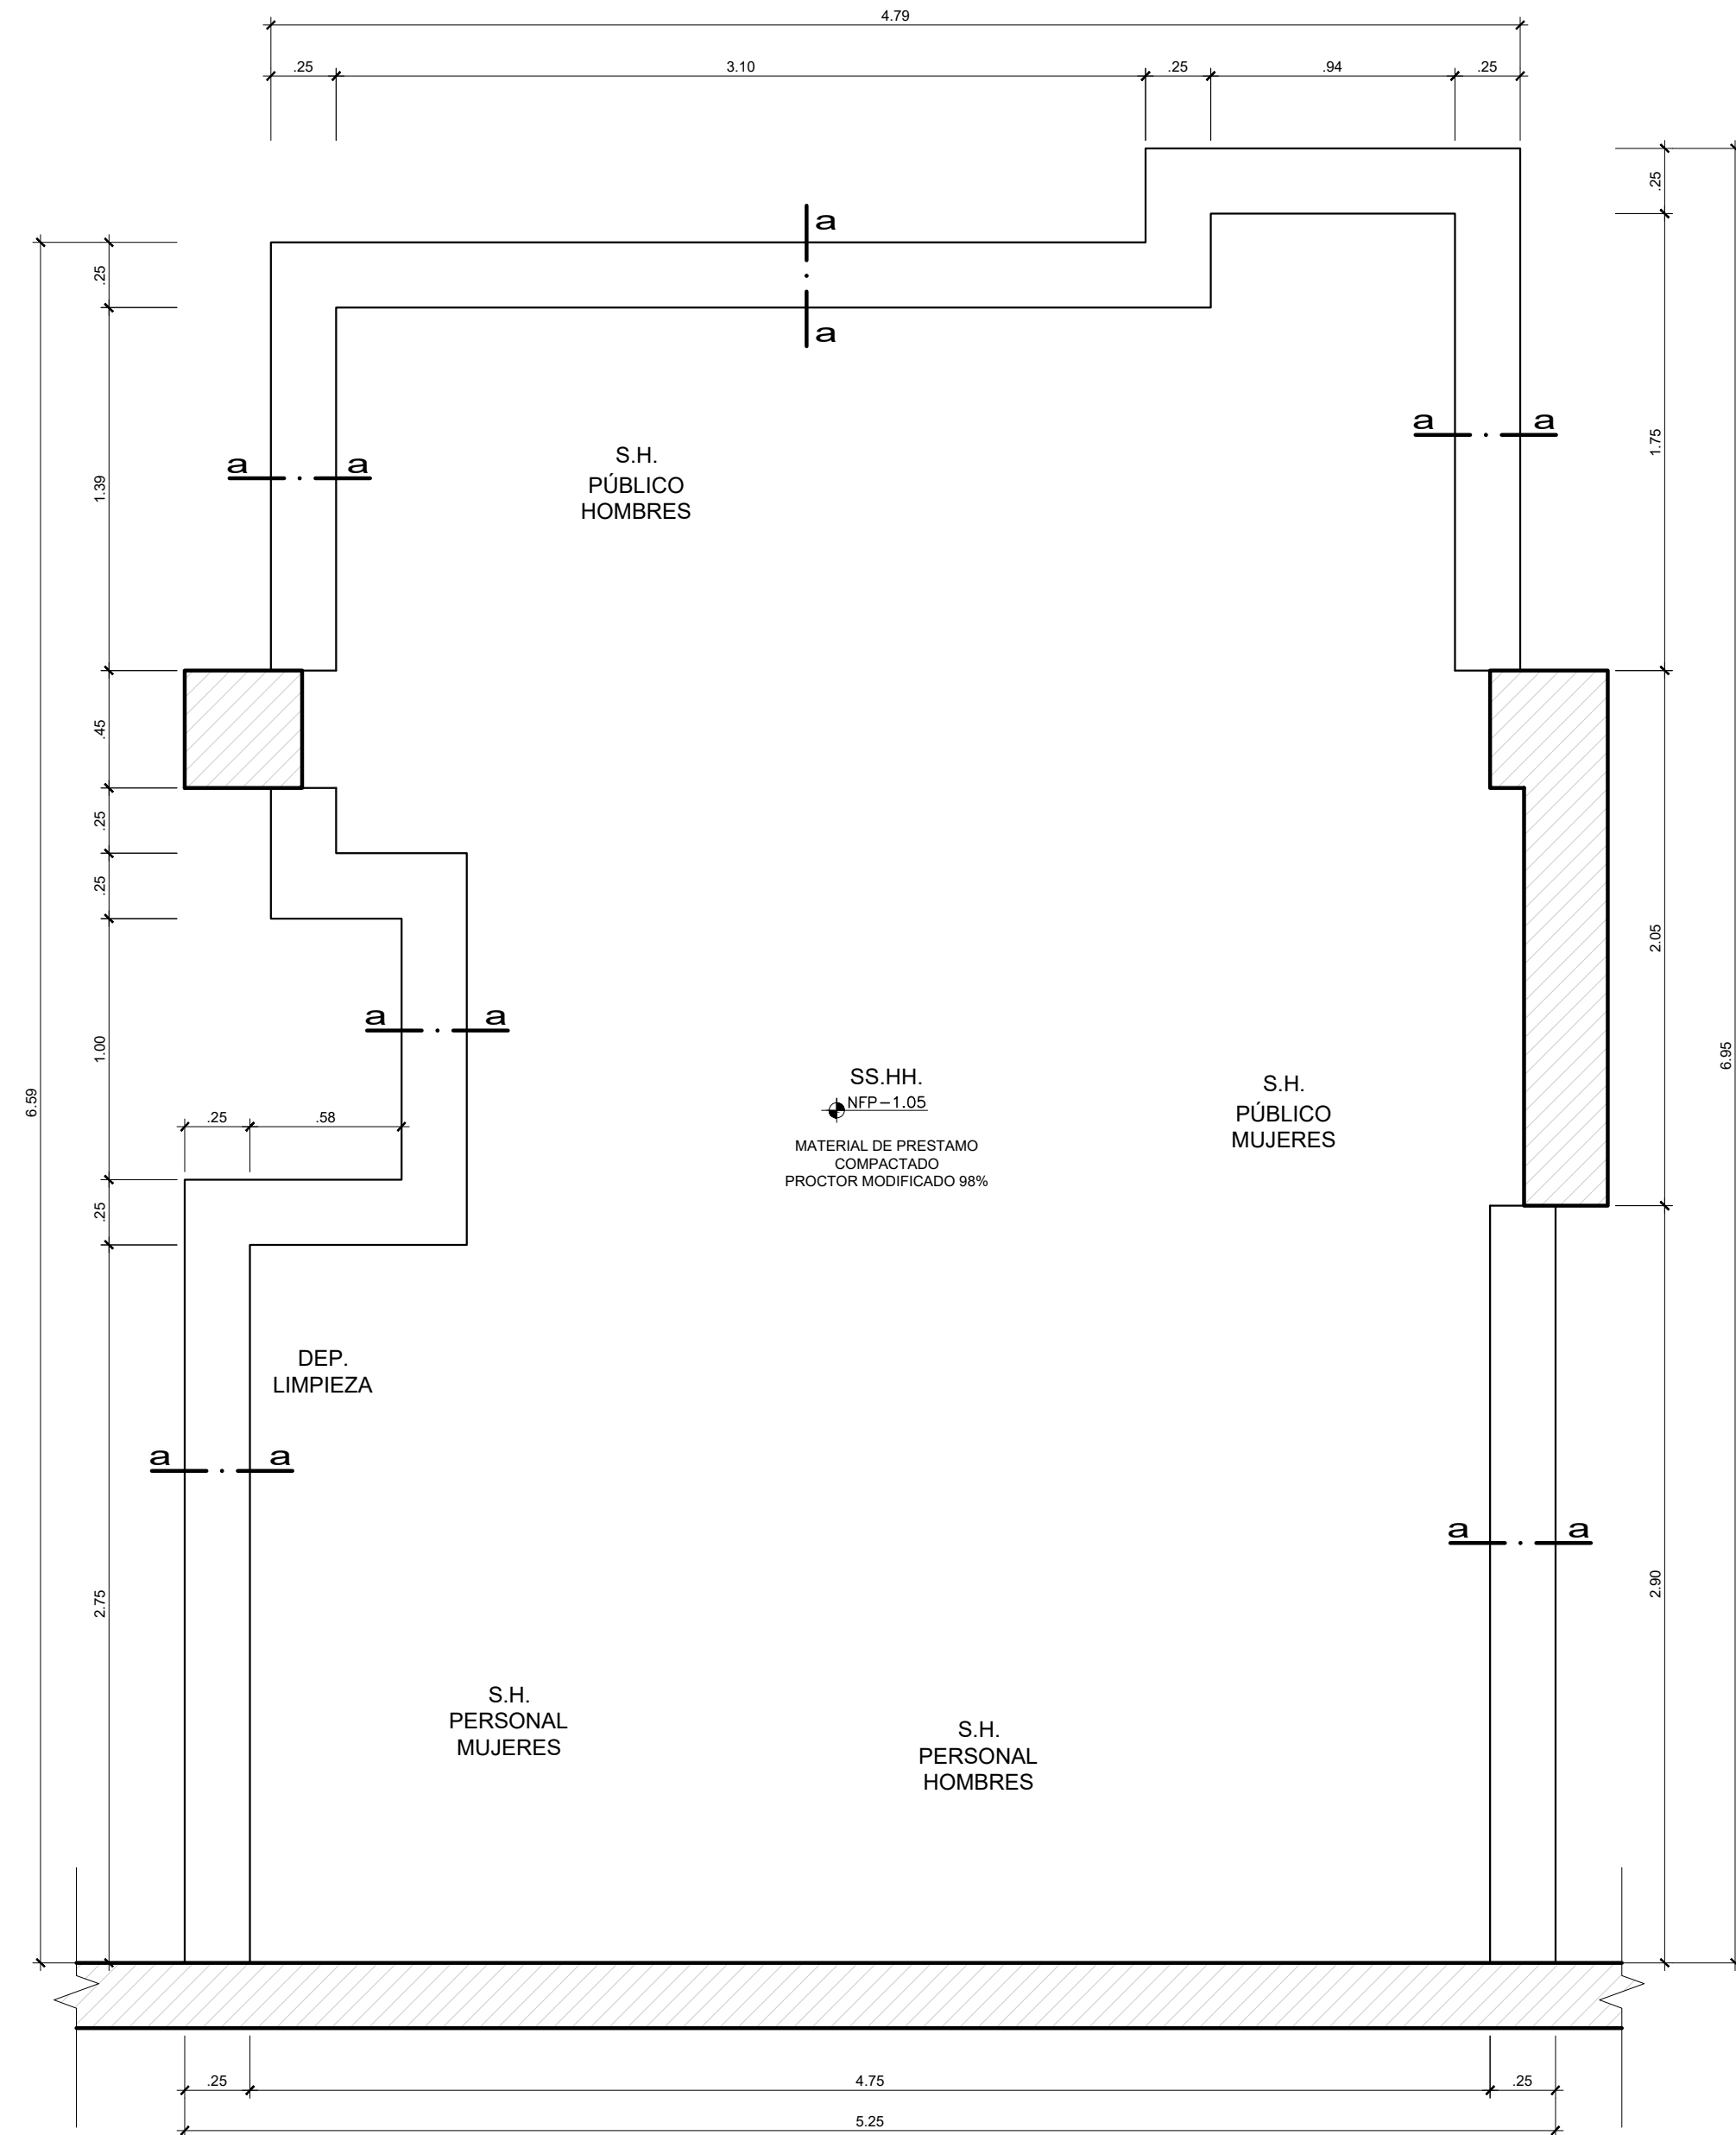 4.79
.25
3.10
.25
.94
.25
.25
.25
a
a
1.39
1.75
a a
a a
S.H.
PÚBLICO
HOMBRES
.45
.25
.25
1.00
2.05
a a
6.59
6.95
.25
.58
SS.HH.
NFP-1.05
MATERIAL DE PRESTAMO
COMPACTADO
PROCTOR MODIFICADO 98%
S.H.
PÚBLICO
MUJERES
.25
DEP.
LIMPIEZA
a a
a a
2.75
2.90
S.H.
PERSONAL
MUJERES
S.H.
PERSONAL
HOMBRES
.25
4.75
.25
5.25